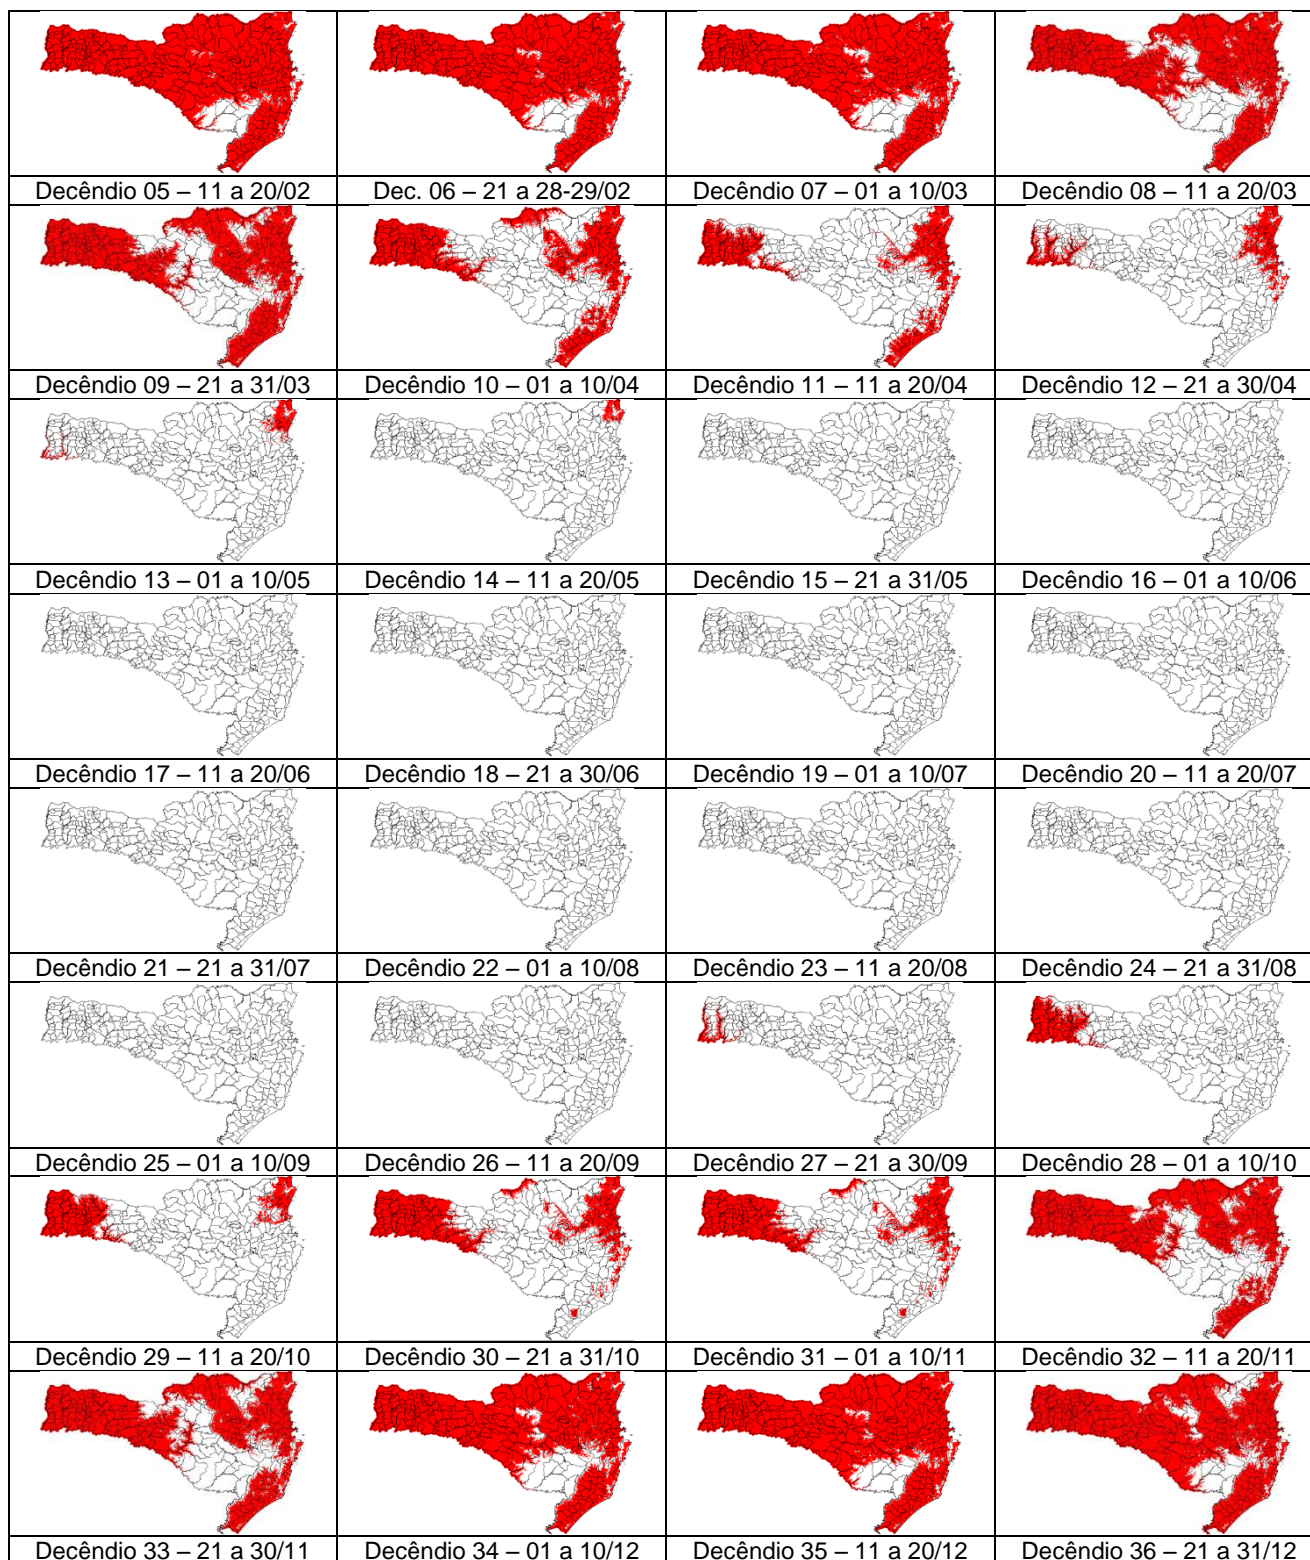 Decêndio 05 – 11 a 20/02
Dec. 06 – 21 a 28-29/02
Decêndio 07 – 01 a 10/03
Decêndio 08 – 11 a 20/03
Decêndio 09 – 21 a 31/03
Decêndio 10 – 01 a 10/04
Decêndio 11 – 11 a 20/04
Decêndio 12 – 21 a 30/04
Decêndio 13 – 01 a 10/05
Decêndio 14 – 11 a 20/05
Decêndio 15 – 21 a 31/05
Decêndio 16 – 01 a 10/06
Decêndio 17 – 11 a 20/06
Decêndio 18 – 21 a 30/06
Decêndio 19 – 01 a 10/07
Decêndio 20 – 11 a 20/07
Decêndio 21 – 21 a 31/07
Decêndio 22 – 01 a 10/08
Decêndio 23 – 11 a 20/08
Decêndio 24 – 21 a 31/08
Decêndio 25 – 01 a 10/09
Decêndio 26 – 11 a 20/09
Decêndio 27 – 21 a 30/09
Decêndio 28 – 01 a 10/10
Decêndio 29 – 11 a 20/10
Decêndio 30 – 21 a 31/10
Decêndio 31 – 01 a 10/11
Decêndio 32 – 11 a 20/11
Decêndio 33 – 21 a 30/11
Decêndio 34 – 01 a 10/12
Decêndio 35 – 11 a 20/12
Decêndio 36 – 21 a 31/12